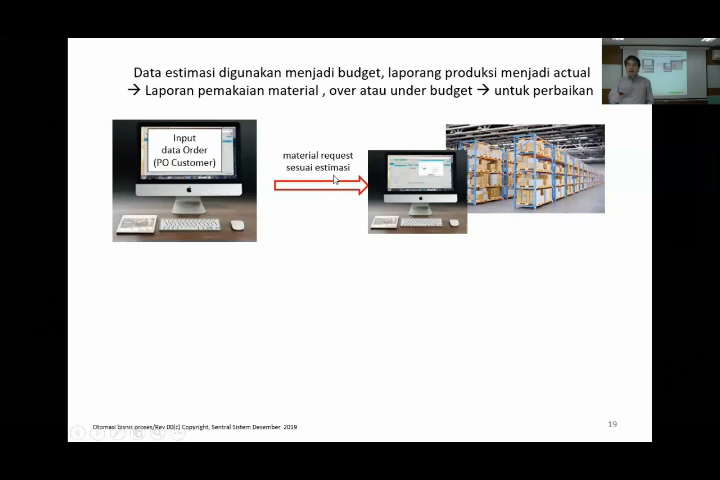 Data estimasi digunakan menjadi budget, laporang produksi menjadi actual
→ Laporan pemakaian material , over atau under budget → untuk perbaikan
Input
data Order
(PO Customer)
material request
sesuai estimasi
Otomasi bisnis proses/Rev 00(c) Copyright, Sentral Sistem Desember 2019
19